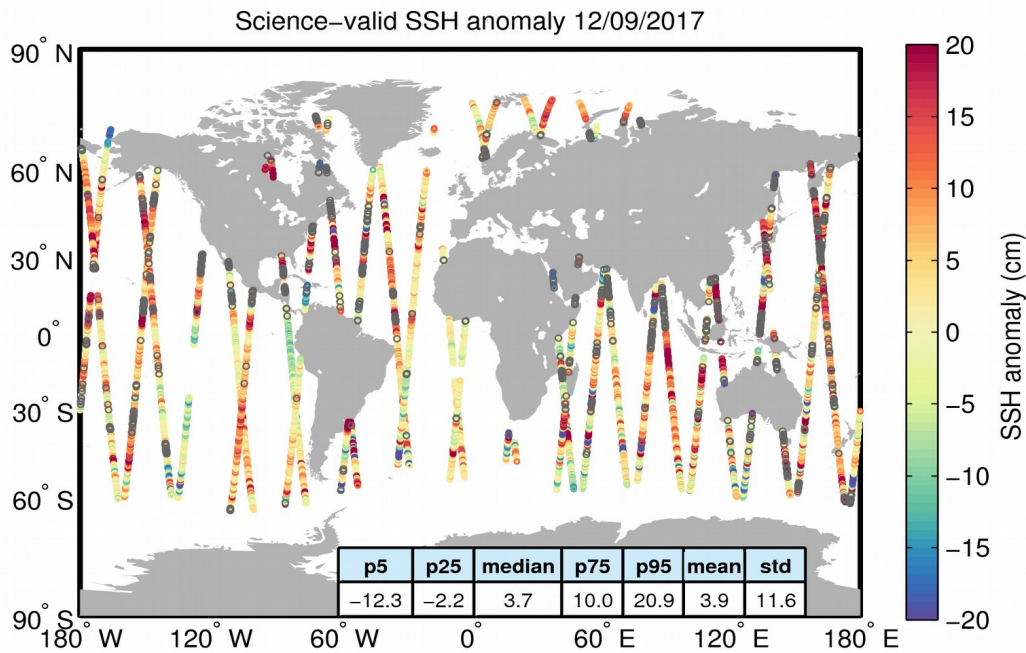 Science−valid SSH anomaly 12/09/2017
90° N
60° N
30° N
0°
30° S
60° S
90° S
180° W
120° W
60° W
0°
60° E
120° E
180° E
p5 p25 median p75 p95 mean std
−12.3 −2.2 3.7 10.0 20.9 3.9 11.6
20
15
10
5
0
−5
−10
−15
−20
SSH anomaly (cm)